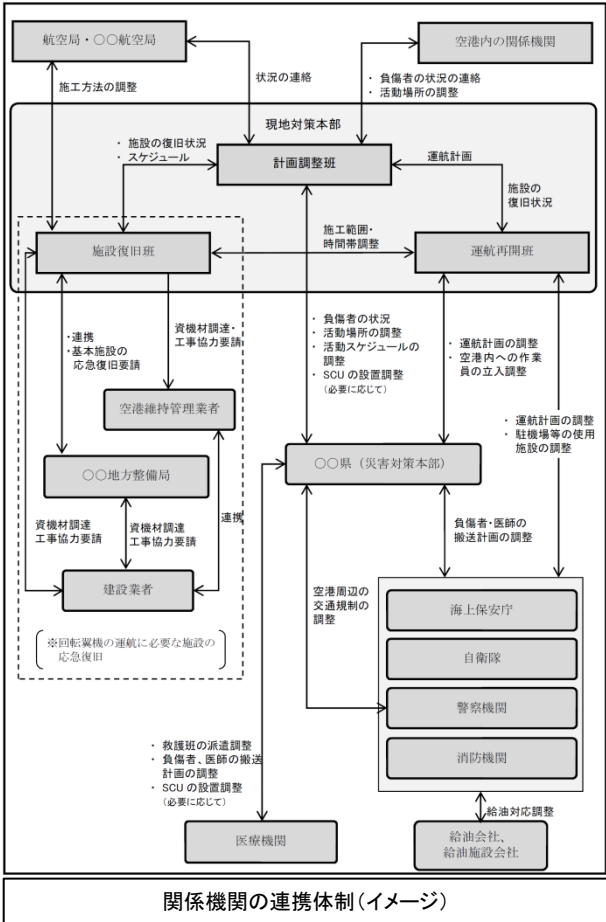 航空局・〇〇航空局
空港内の関係機関
施工方法の調整
状況の連絡
・ 負傷者の状況の連絡
・ 活動場所の調整
現地対策本部
・ 施設の復旧状況
・ スケジュール
計画調整班
運航計画
施設の
復旧状況
施設復旧班
施工範囲・
時間帯調整
運航再開班
・連携
・基本施設の
応急復旧要請
資機材調達・
工事協力要請
・ 負傷者の状況
・ 活動場所の調整
・ 活動スケジュールの
調整
・ SCU の設置調整
（必要に応じて）
・ 運航計画の調整
・ 空港内への作業
員の立入調整
・ 運航計画の調整
・ 駐機場等の使用
施設の調整
空港維持管理業者
〇〇地方整備局
〇〇県（災害対策本部）
資機材調達
工事協力要請
資機材調達
工事協力要請
連携
負傷者・医師の
搬送計画の調整
建設業者
空港周辺の
交通規制の
調整
※回転翼機の運航に必要な施設の
応急復旧
海上保安庁
自衛隊
警察機関
消防機関
・ 救護班の派遣調整
・ 負傷者、医師の搬送
計画の調整
・ SCU の設置調整
（必要に応じて）
給油対応調整
医療機関
給油会社、
給油施設会社
関係機関の連携体制（イメージ）